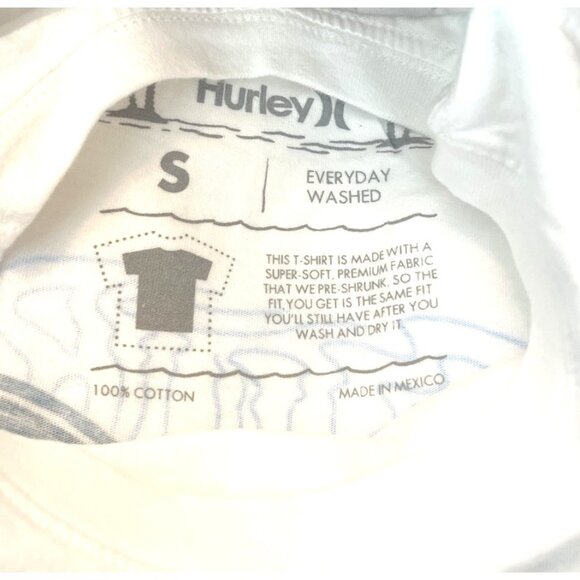 Hurley)(
S
EVERYDAY
WASHED
THIS T-SHIRT IS MADE WITH A
SUPER-SOFT, PREMIUM FABRIC
THAT WE PRE-SHRUNK. SO THE
FIT, YOU GET IS THE SAME FIT
YOU'LL STILL HAVE AFTER YOU
WASH AND DRY IT.
100% COTTON
MADE IN MEXICO